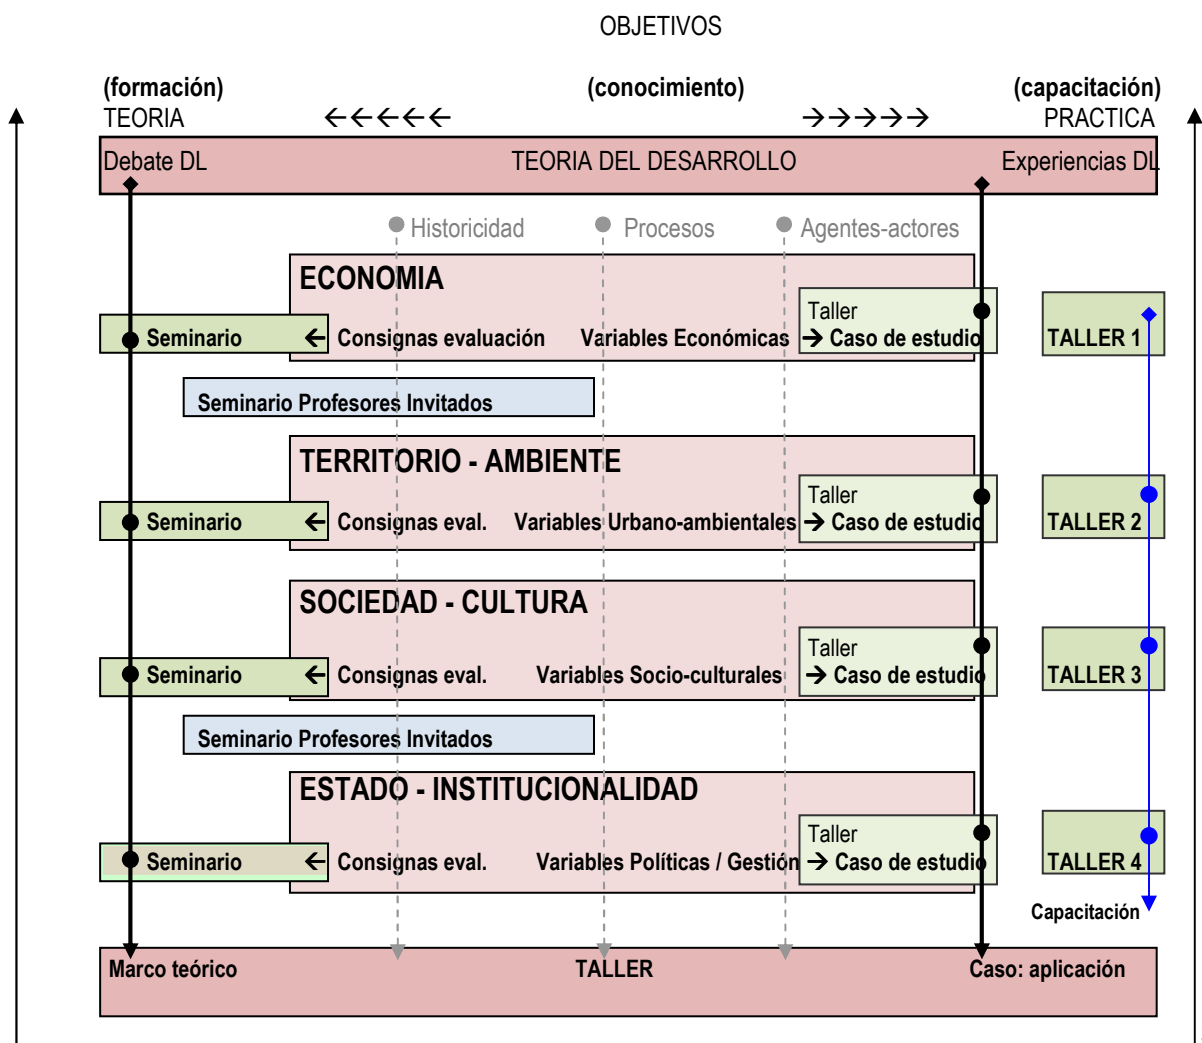 OBJETIVOS
(formación) (conocimiento) (capacitación)
TEORIA ←←←←← →→→→→ PRACTICA
Debate DL TEORIA DEL DESARROLLO Experiencias DL
Historicidad Procesos Agentes-actores
ECONOMIA
Taller
Seminario ← Consignas evaluación Variables Económicas → Caso de estudio TALLER 1
Seminario Profesores Invitados
TERRITORIO - AMBIENTE
Taller
Seminario ← Consignas eval. Variables Urbano-ambientales → Caso de estudio TALLER 2
SOCIEDAD - CULTURA
Taller
Seminario ← Consignas eval. Variables Socio-culturales → Caso de estudio TALLER 3
Seminario Profesores Invitados
ESTADO - INSTITUCIONALIDAD
Taller
Seminario ← Consignas eval. Variables Políticas / Gestión → Caso de estudio TALLER 4
Capacitación
Marco teórico TALLER Caso: aplicación